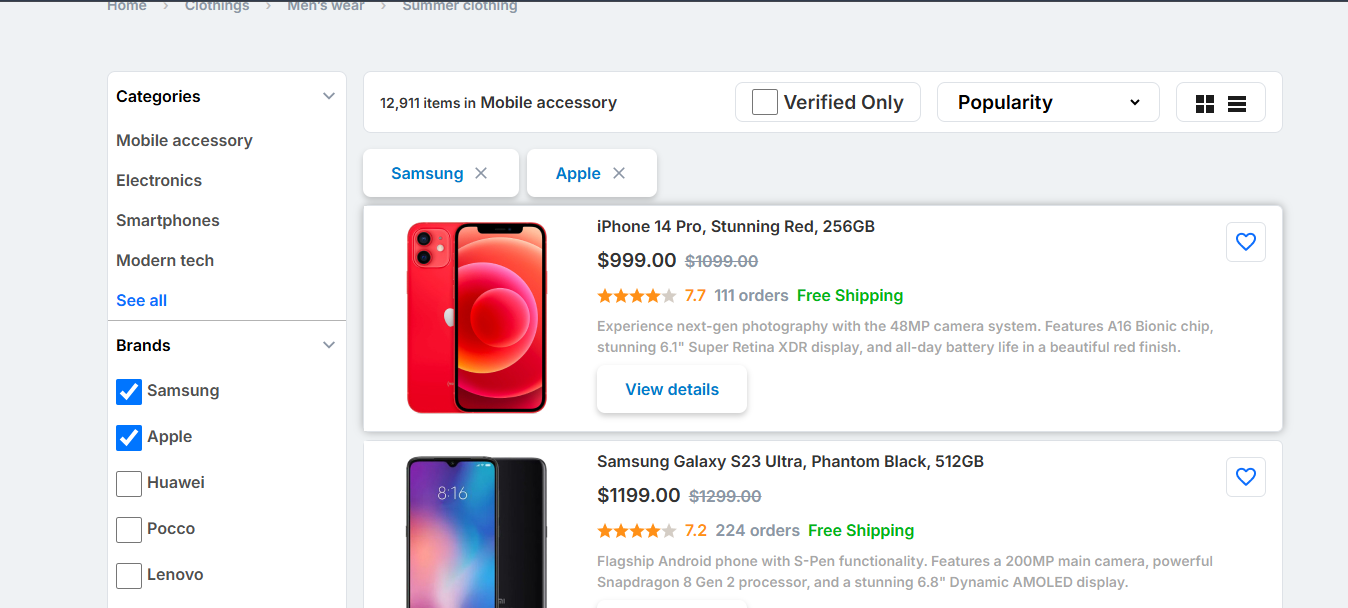 Home > Clothings > Men's wear > Summer clothing
Categories
Mobile accessory
Electronics
Smartphones
Modern tech
See all
Brands
Samsung
Apple
Huawei
Pocco
Lenovo
12,911 items in Mobile accessory
Verified Only
Popularity
Samsung ×
Apple ×
iPhone 14 Pro, Stunning Red, 256GB
$999.00 $1099.00
7.7 111 orders Free Shipping
Experience next-gen photography with the 48MP camera system. Features A16 Bionic chip,
stunning 6.1" Super Retina XDR display, and all-day battery life in a beautiful red finish.
View details
8:16
Samsung Galaxy S23 Ultra, Phantom Black, 512GB
$1199.00 $1299.00
7.2 224 orders Free Shipping
Flagship Android phone with S-Pen functionality. Features a 200MP main camera, powerful
Snapdragon 8 Gen 2 processor, and a stunning 6.8" Dynamic AMOLED display.